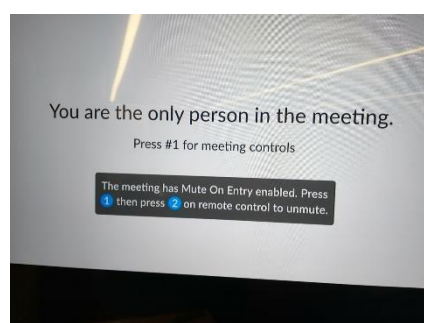 You are the only person in the meeting.
Press #1 for meeting controls
The meeting has Mute On Entry enabled. Press
1 then press 2 on remote control to unmute.